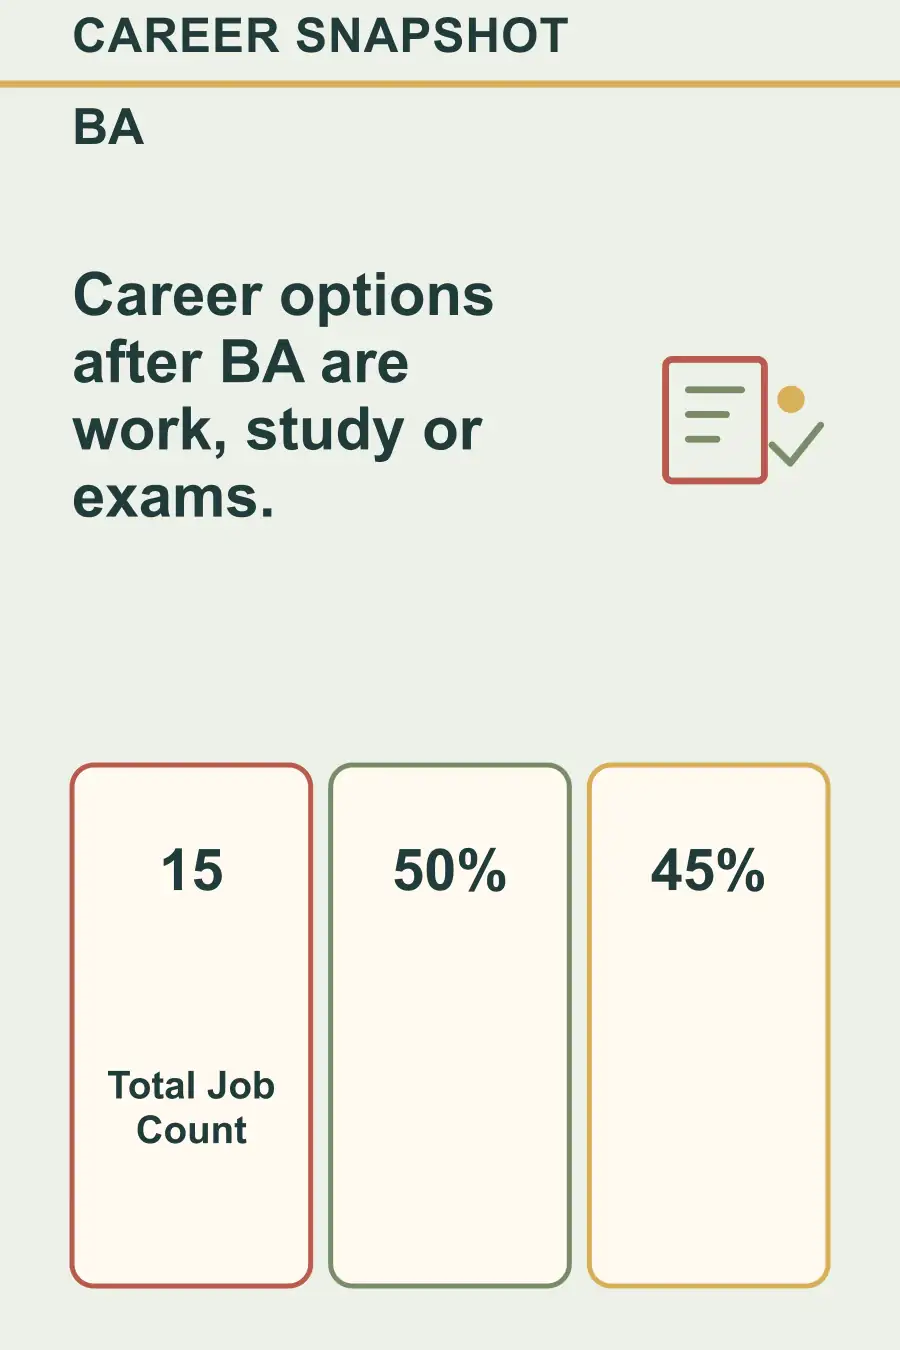 CAREER SNAPSHOT
BA
Career options
after BA are
work, study or
exams.
15
50%
45%
Total Job
Count